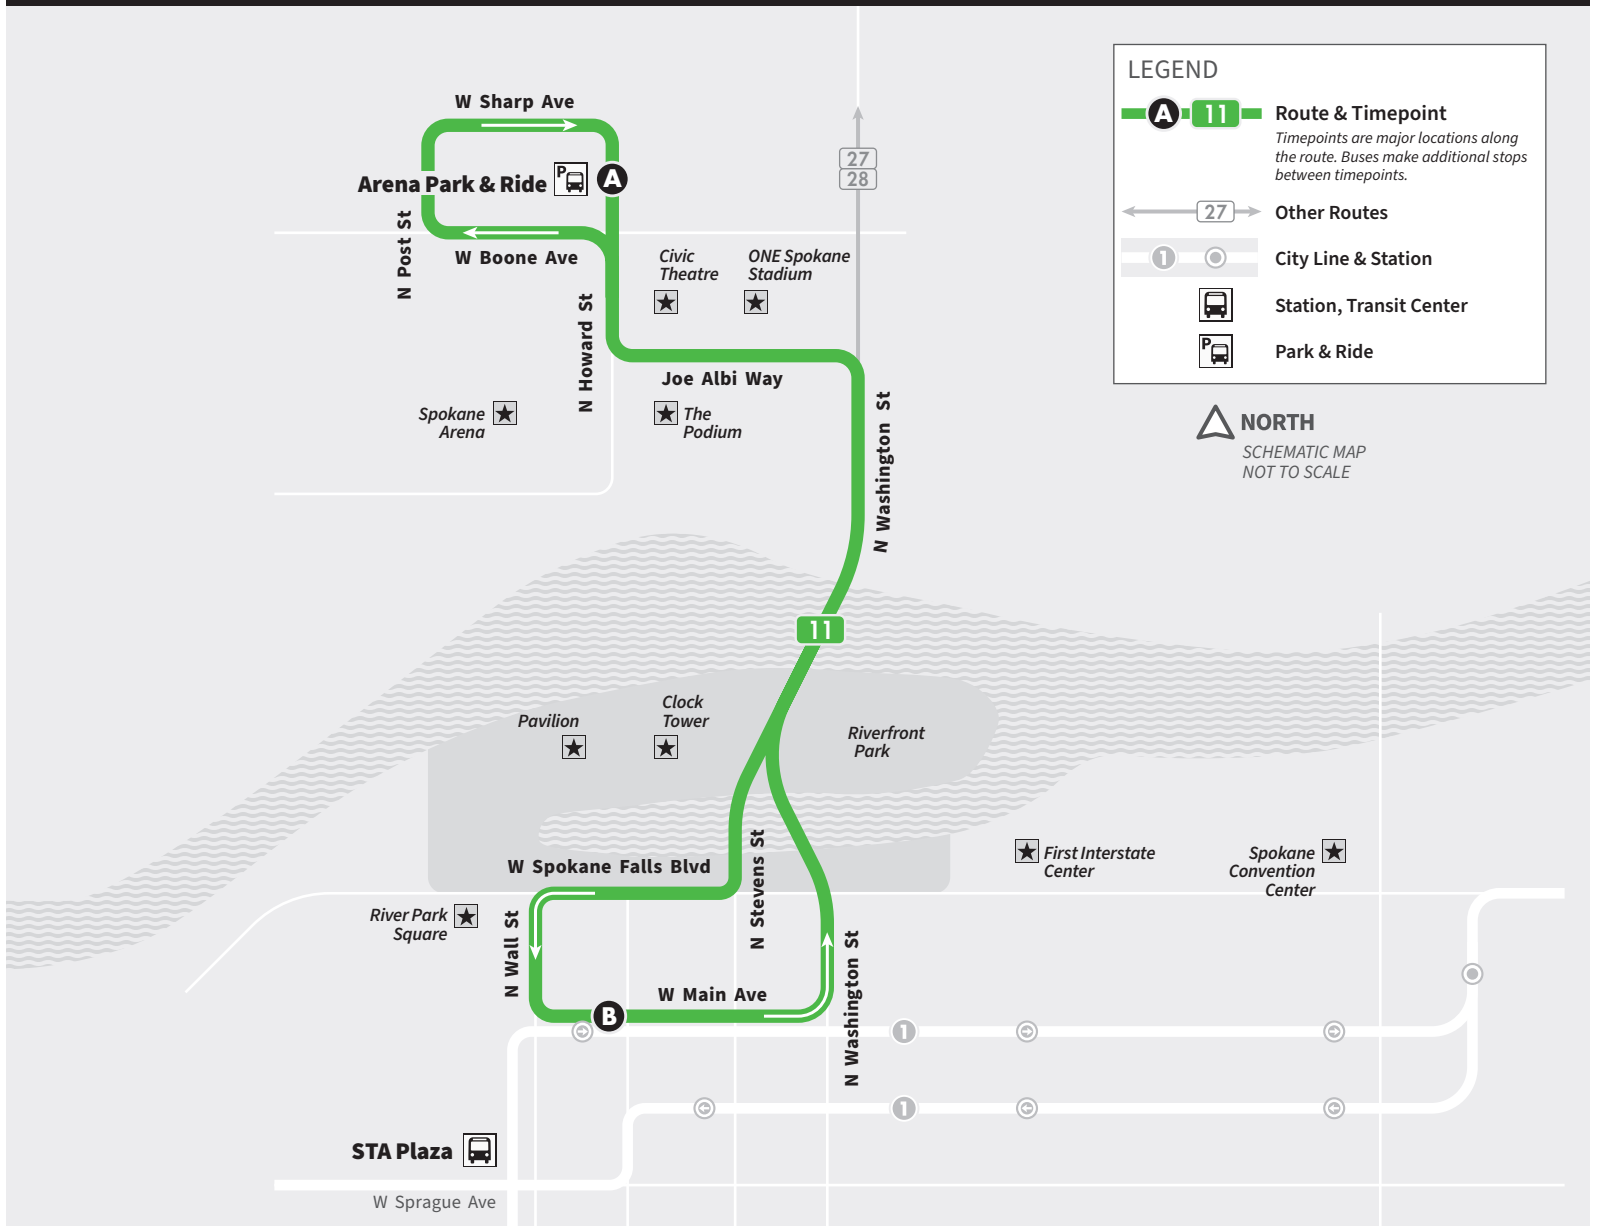 LEGEND
A 11 Route & Timepoint
Timepoints are major locations along
the route. Buses make additional stops
between timepoints.
27 Other Routes
1 City Line & Station
Station, Transit Center
P Park & Ride
NORTH
SCHEMATIC MAP
NOT TO SCALE
W Sharp Ave
Arena Park & Ride P A
27
28
N Post St
W Boone Ave
Civic
Theatre
ONE Spokane
Stadium
N Howard St
Joe Albi Way
Spokane
Arena
The
Podium
N Washington St
11
Pavilion
Clock
Tower
Riverfront
Park
W Spokane Falls Blvd
N Stevens St
First Interstate
Center
Spokane
Convention
Center
River Park
Square
N Wall St
W Main Ave
N Washington St
B
1
1
STA Plaza
W Sprague Ave